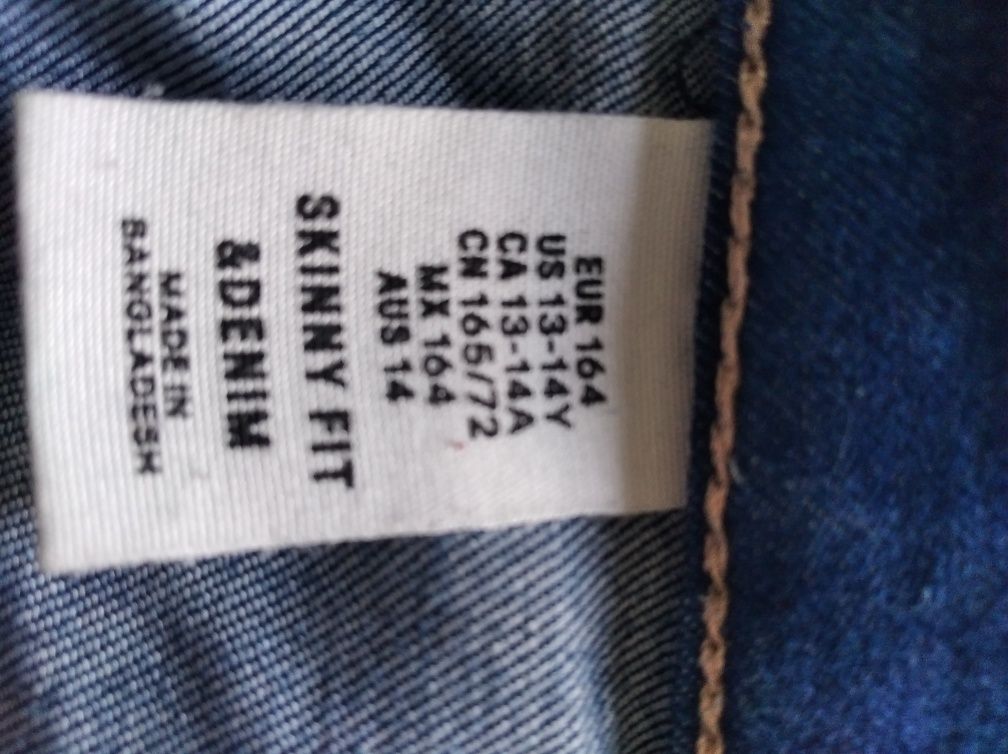 EUR 164
US 13-14Y
CA 13-14A
CN 165/72
MX 164
AUS 14
SKINNY FIT
&DENIM
MADE IN
BANGLADESH